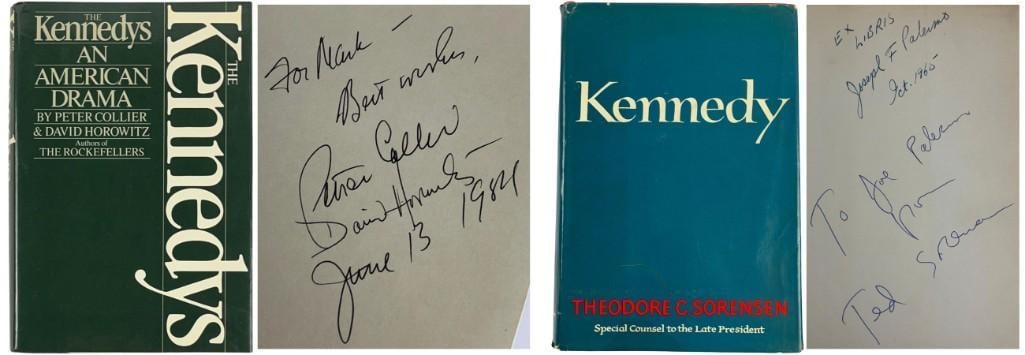 THE
Kennedys
AN
AMERICAN
DRAMA
BY PETER COLLIER
& DAVID HOROWITZ
Authors of
THE ROCKEFELLERS
THE
Kennedys
For Mark –
Best wishes,
Peter Collier
David Horowitz –
June 13 1984
Kennedy
THEODORE C. SORENSEN
Special Counsel to the Late President
EX
LIBRIS
Joseph F Palermo
Oct. 1965
To Joe Palermo
from
Ted Sorensen